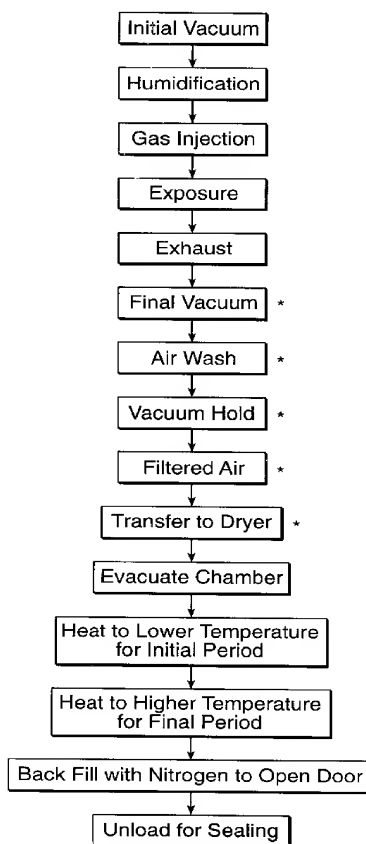 Initial Vacuum
Humidification
Gas Injection
Exposure
Exhaust
Final Vacuum *
Air Wash *
Vacuum Hold *
Filtered Air *
Transfer to Dryer *
Evacuate Chamber
Heat to Lower Temperature
for Initial Period
Heat to Higher Temperature
for Final Period
Back Fill with Nitrogen to Open Door
Unload for Sealing